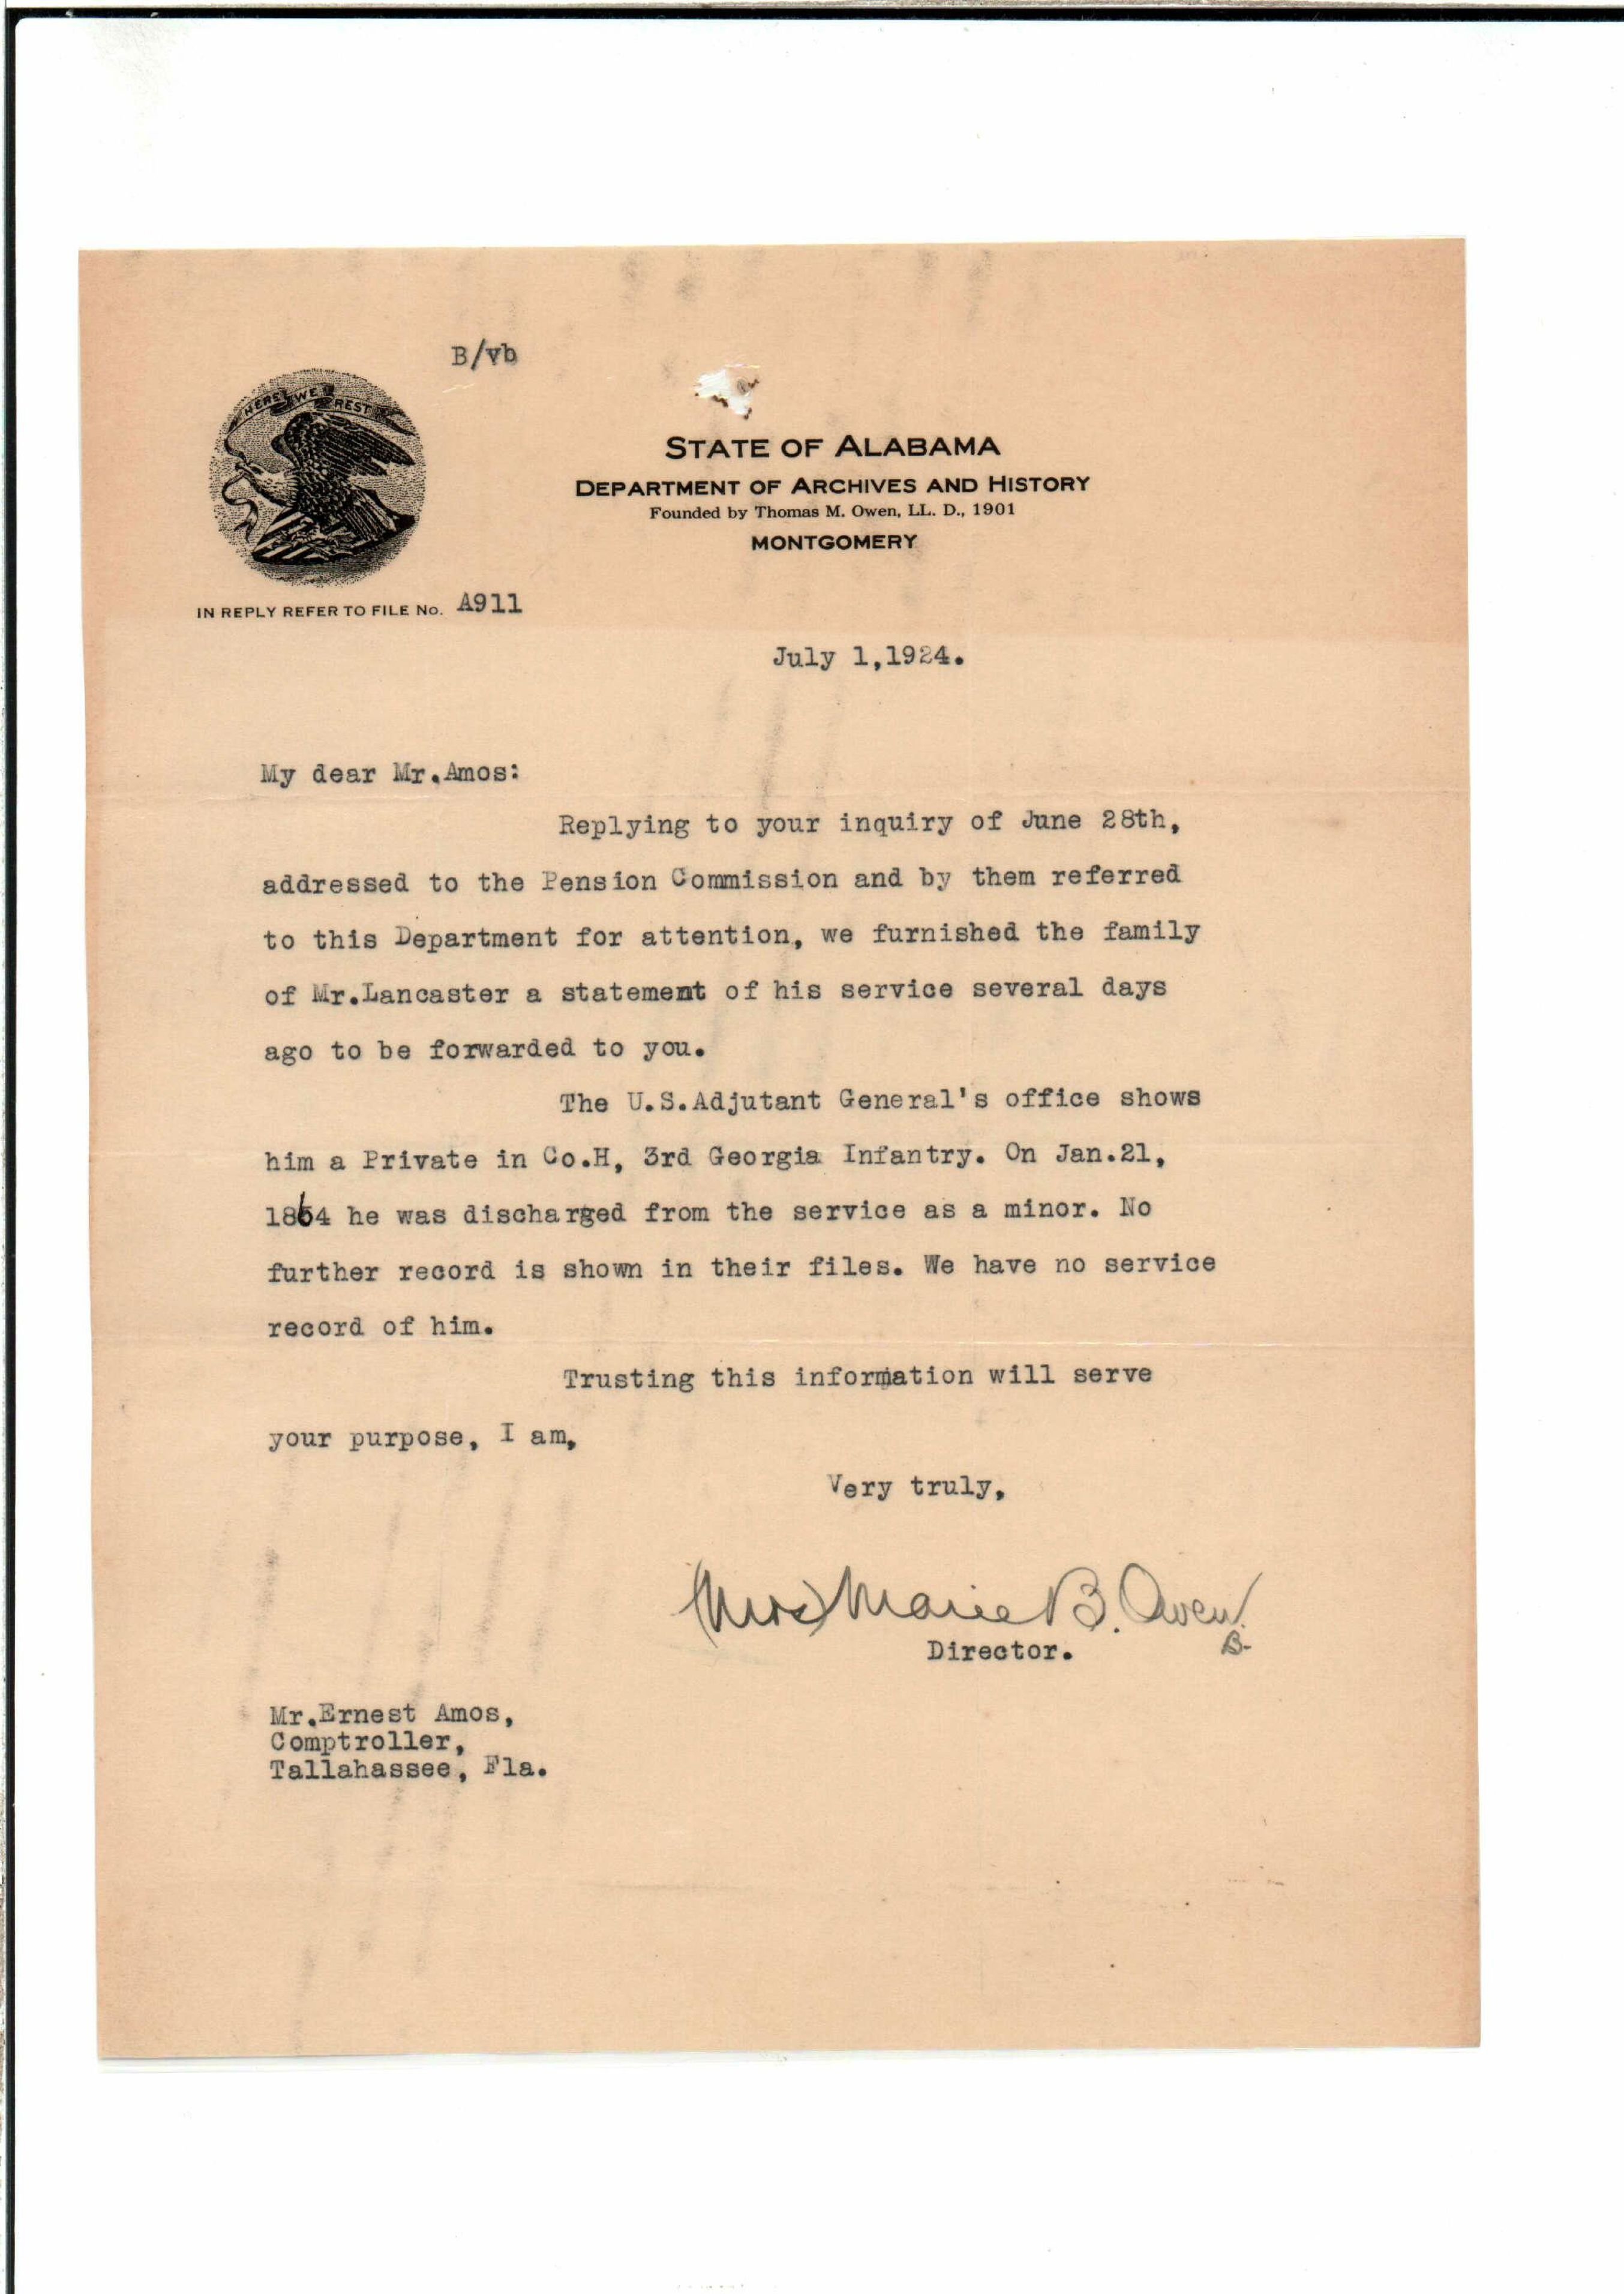 B/vb
HERE WE REST
STATE OF ALABAMA
DEPARTMENT OF ARCHIVES AND HISTORY
Founded by Thomas M. Owen, LL. D., 1901
MONTGOMERY
IN REPLY REFER TO FILE No. A911
July 1,1924.
My dear Mr.Amos:
Replying to your inquiry of June 28th,
addressed to the Pension Commission and by them referred
to this Department for attention, we furnished the family
of Mr.Lancaster a statement of his service several days
ago to be forwarded to you.
The U.S.Adjutant General's office shows
him a Private in Co.H, 3rd Georgia Infantry. On Jan.21,
1864 he was discharged from the service as a minor. No
further record is shown in their files. We have no service
record of him.
Trusting this information will serve
your purpose, I am,
Very truly,
(Mrs) Marie B. Owen.
Director.
B-
Mr.Ernest Amos,
Comptroller,
Tallahassee, Fla.